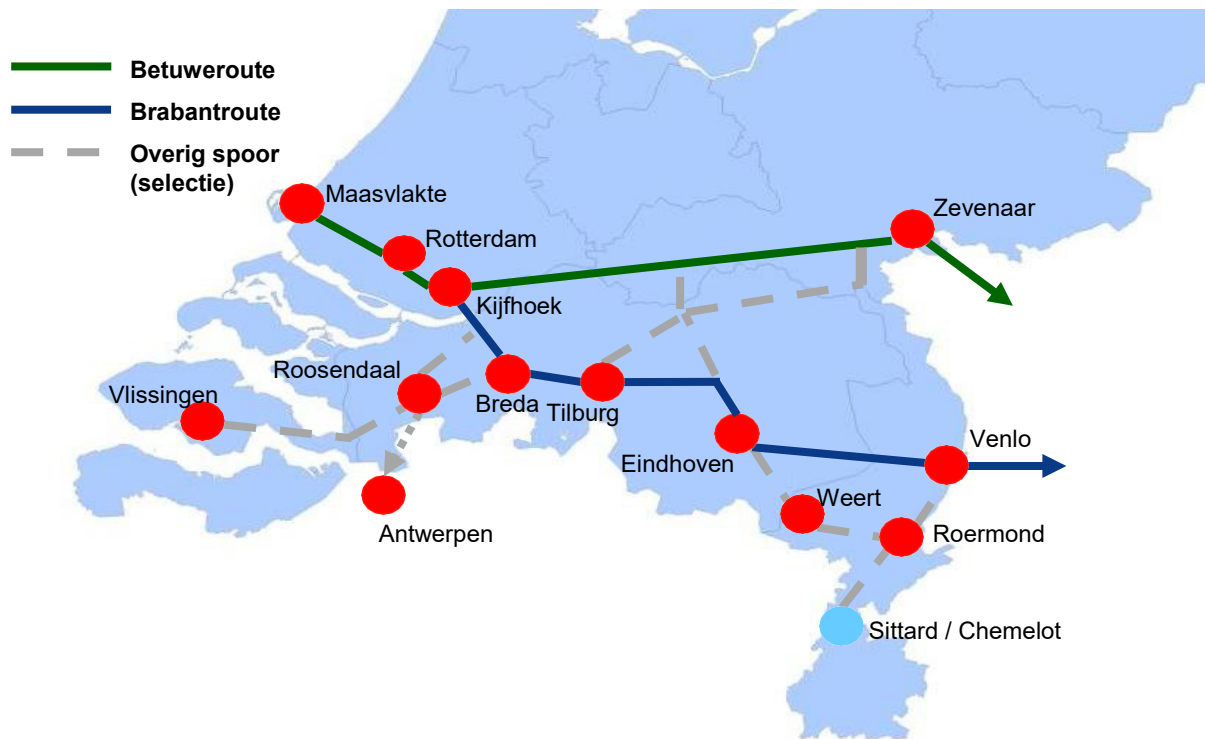 Betuweroute
Brabantroute
Overig spoor
(selectie)
Maasvlakte
Rotterdam
Zevenaar
Kijfhoek
Roosendaal
Vlissingen
Breda
Tilburg
Eindhoven
Venlo
Weert
Antwerpen
Roermond
Sittard / Chemelot